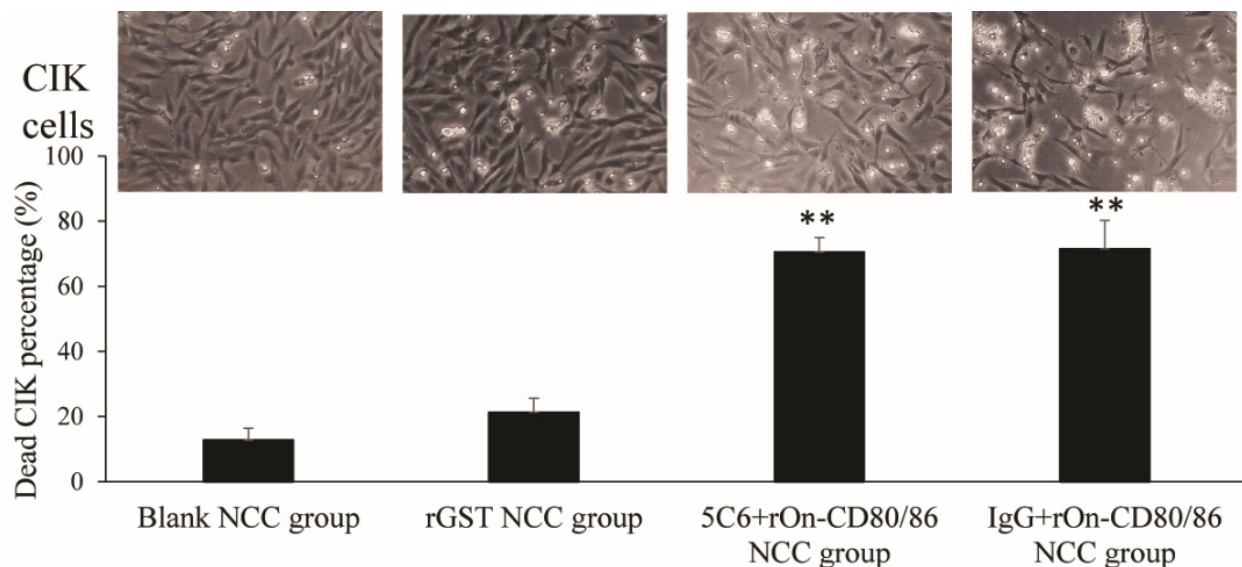 CIK
cells
100
80
60
40
20
0
Dead CIK percentage (%)
**
**
Blank NCC group
rGST NCC group
5C6+rOn-CD80/86
NCC group
IgG+rOn-CD80/86
NCC group